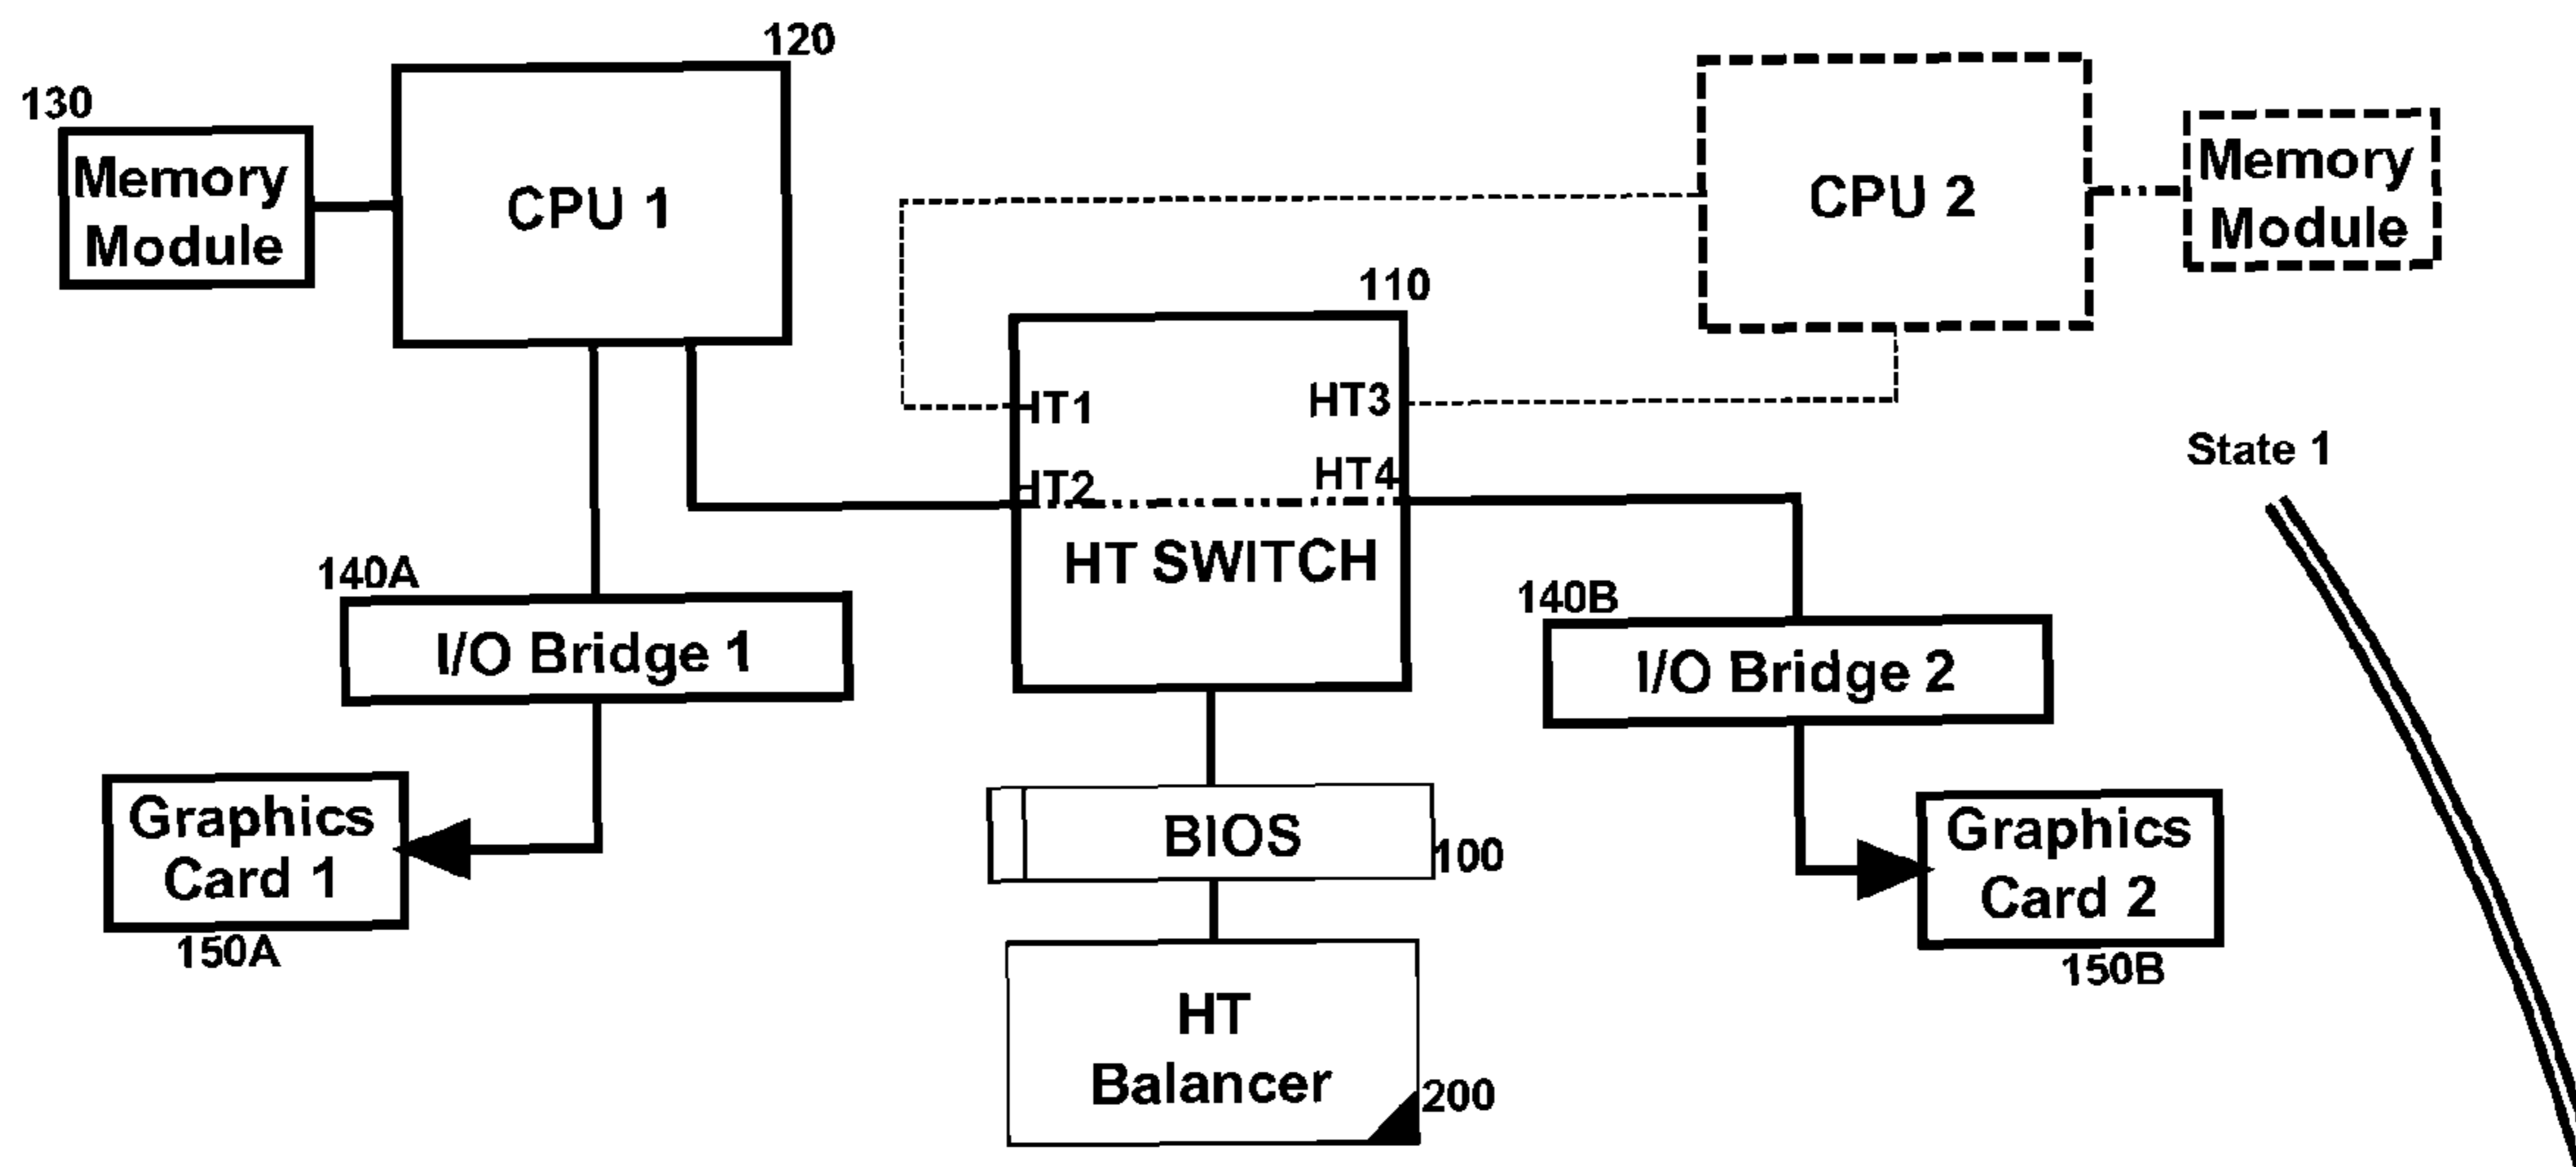 120
130
Memory
Module
CPU 1
CPU 2
Memory
Module
110
HT1
HT3
HT2
HT4
HT SWITCH
State 1
140A
I/O Bridge 1
140B
I/O Bridge 2
Graphics
Card 1
150A
BIOS
100
Graphics
Card 2
150B
HT
Balancer
200